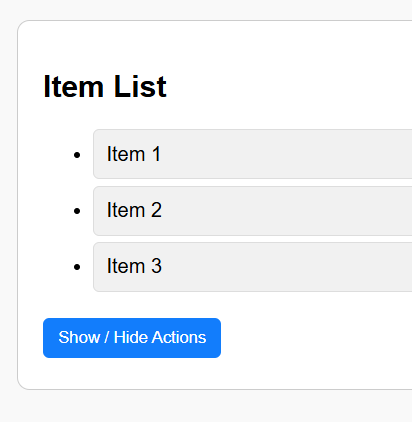 Item List
Item 1
Item 2
Item 3
Show / Hide Actions